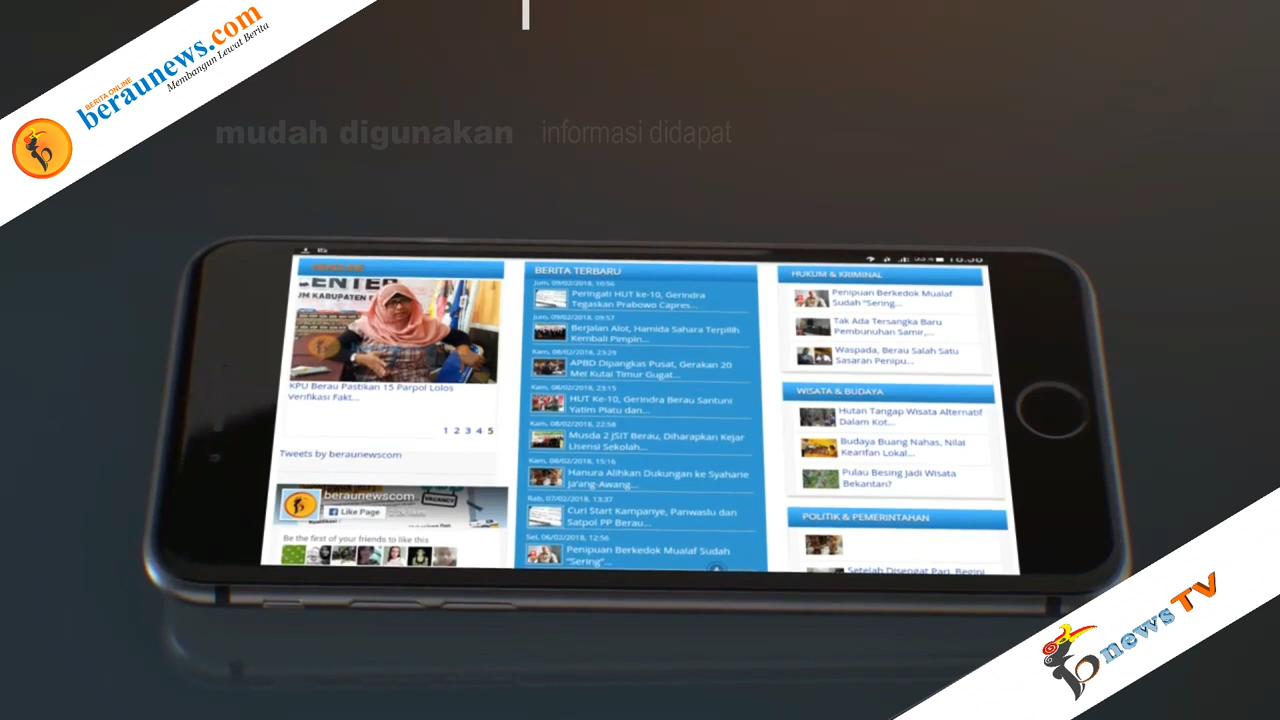 BERITA ONLINE
beraunews.com
Membangun Lewat Berita
mudah digunakan informasi didapat
ENTER
KABUPATEN
KPU Berau Pastikan 15 Parpol Lolos
Verifikasi Fakt...
1 2 3 4 5
Tweets by beraunewscom
beraunewscom
Like Page
Be the first of your friends to like this
BERITA TERBARU
Jum, 09/02/2018, 10:56
Peringati HUT ke-10, Gerindra
Tegaskan Prabowo Capres...
Jum, 09/02/2018, 09:57
Berjalan Alot, Hamida Sahara Terpilih
Kembali Pimpin...
Kam, 08/02/2018, 23:29
APBD Dipangkas Pusat, Gerakan 20
Mei Kutai Timur Gugat...
Kam, 08/02/2018, 23:15
HUT Ke-10, Gerindra Berau Santuni
Yatim Piatu dan...
Kam, 08/02/2018, 22:58
Musda 2 JSIT Berau, Diharapkan Kejar
Lisensi Sekolah...
Kam, 08/02/2018, 15:16
Hanura Alihkan Dukungan ke Syaharie
Ja'ang-Awang...
Rab, 07/02/2018, 13:37
Curi Start Kampanye, Panwaslu dan
Satpol PP Berau...
Sel, 06/02/2018, 12:56
Penipuan Berkedok Mualaf Sudah
"Sering"...
HUKUM & KRIMINAL
Penipuan Berkedok Mualaf
Sudah "Sering...
Tak Ada Tersangka Baru
Pembunuhan Samir,...
Waspada, Berau Salah Satu
Sasaran Penipu...
WISATA & BUDAYA
Hutan Tangap Wisata Alternatif
Dalam Kot...
Budaya Buang Nahas, Nilai
Kearifan Lokal...
Pulau Besing Jadi Wisata
Bekantan?
POLITIK & PEMERINTAHAN
Setelah Disengat Pari, Begini
news TV